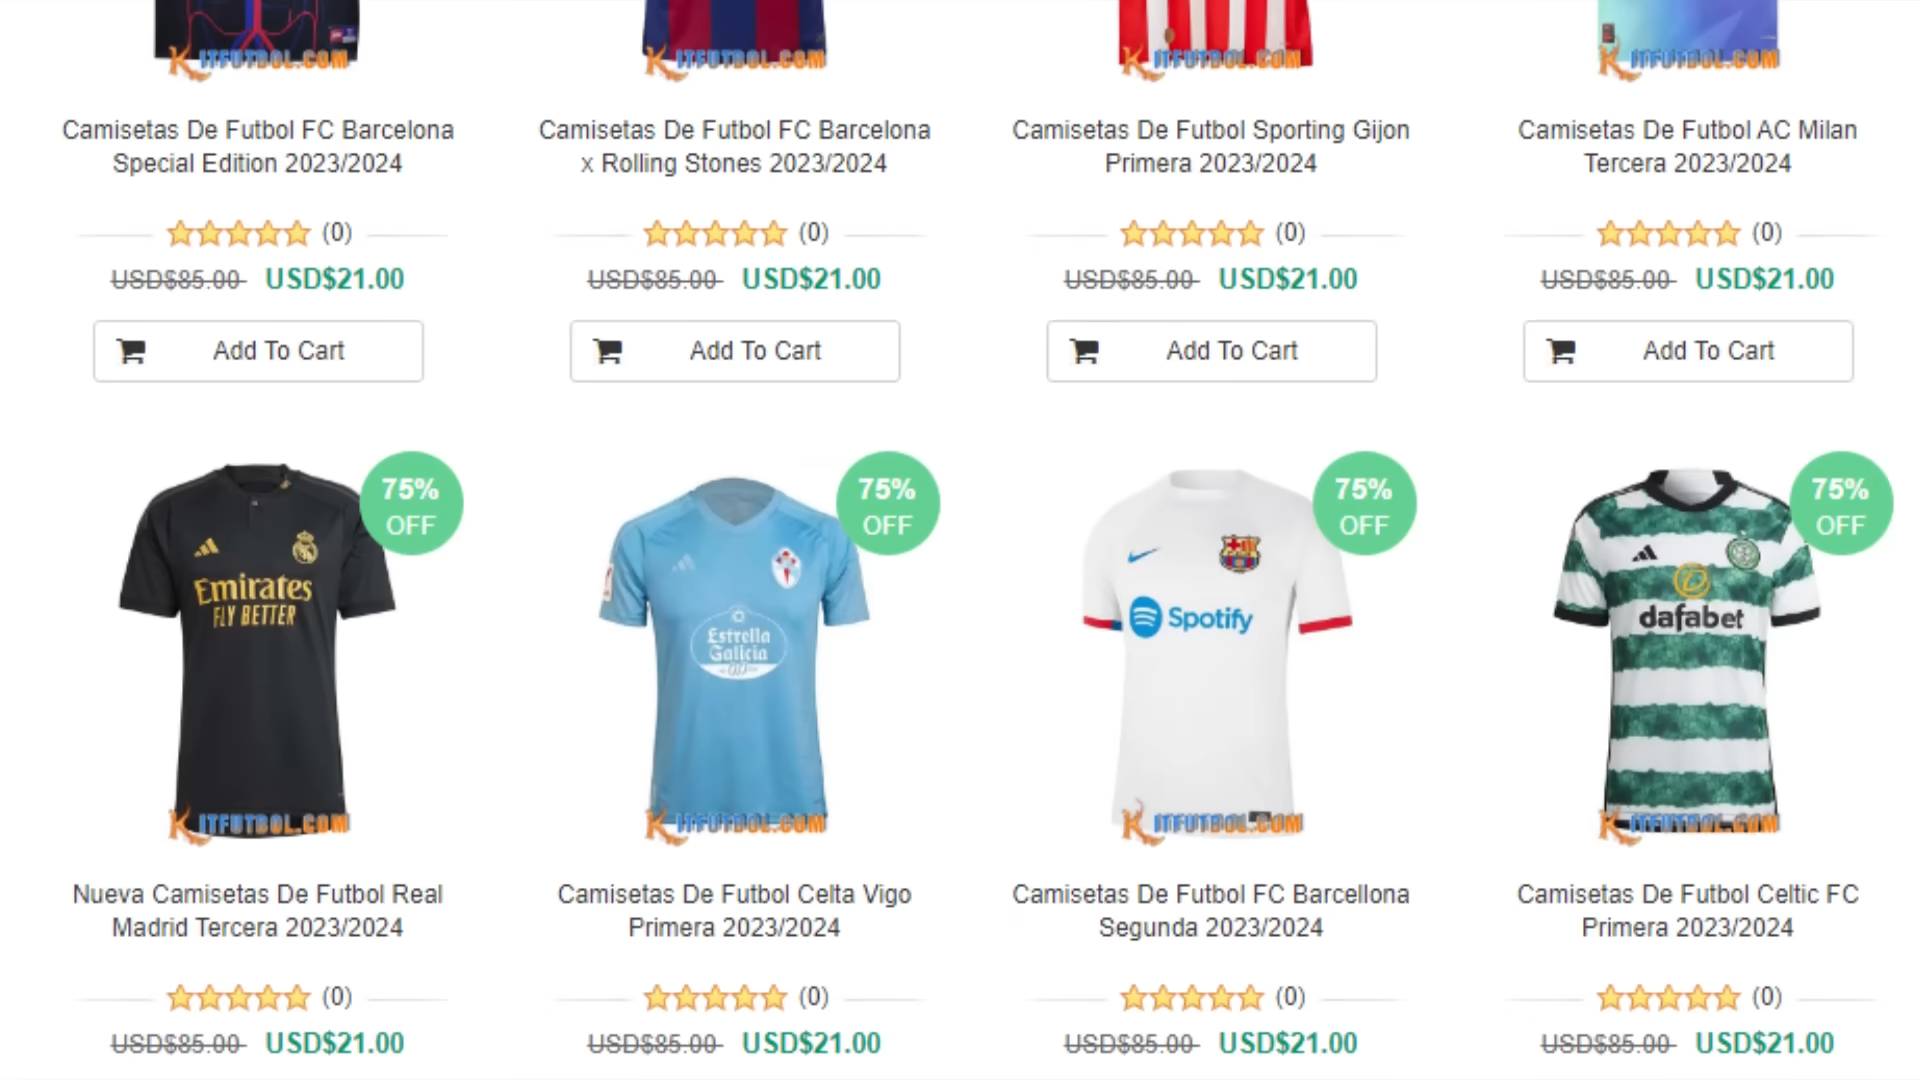 KITFUTBOL.COM
KITFUTBOL.COM
KITFUTBOL.COM
KITFUTBOL.COM
Camisetas De Futbol FC Barcelona
Special Edition 2023/2024
Camisetas De Futbol FC Barcelona
x Rolling Stones 2023/2024
Camisetas De Futbol Sporting Gijon
Primera 2023/2024
Camisetas De Futbol AC Milan
Tercera 2023/2024
(0)
(0)
(0)
(0)
USD$85.00 USD$21.00
USD$85.00 USD$21.00
USD$85.00 USD$21.00
USD$85.00 USD$21.00
Add To Cart
Add To Cart
Add To Cart
Add To Cart
75%
OFF
75%
OFF
75%
OFF
75%
OFF
Emirates
FLY BETTER
Estrella
Galicia
Spotify
dafabet
KITFUTBOL.COM
KITFUTBOL.COM
KITFUTBOL.COM
KITFUTBOL.COM
Nueva Camisetas De Futbol Real
Madrid Tercera 2023/2024
Camisetas De Futbol Celta Vigo
Primera 2023/2024
Camisetas De Futbol FC Barcellona
Segunda 2023/2024
Camisetas De Futbol Celtic FC
Primera 2023/2024
(0)
(0)
(0)
(0)
USD$85.00 USD$21.00
USD$85.00 USD$21.00
USD$85.00 USD$21.00
USD$85.00 USD$21.00